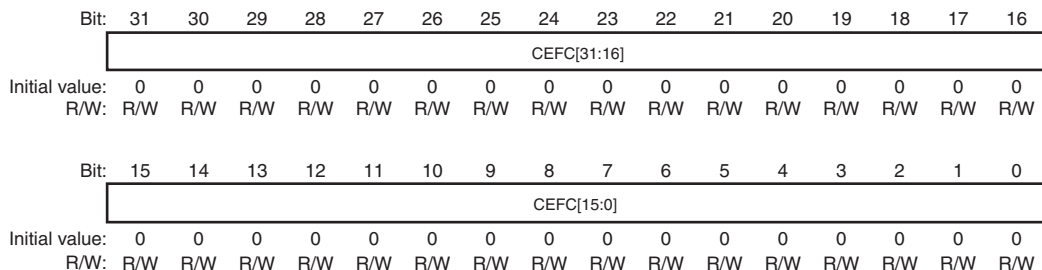 Bit: 31 30 29 28 27 26 25 24 23 22 21 20 19 18 17 16
CEFC[31:16]
Initial value: 0 0 0 0 0 0 0 0 0 0 0 0 0 0 0 0
R/W: R/W R/W R/W R/W R/W R/W R/W R/W R/W R/W R/W R/W R/W R/W R/W R/W
Bit: 15 14 13 12 11 10 9 8 7 6 5 4 3 2 1 0
CEFC[15:0]
Initial value: 0 0 0 0 0 0 0 0 0 0 0 0 0 0 0 0
R/W: R/W R/W R/W R/W R/W R/W R/W R/W R/W R/W R/W R/W R/W R/W R/W R/W